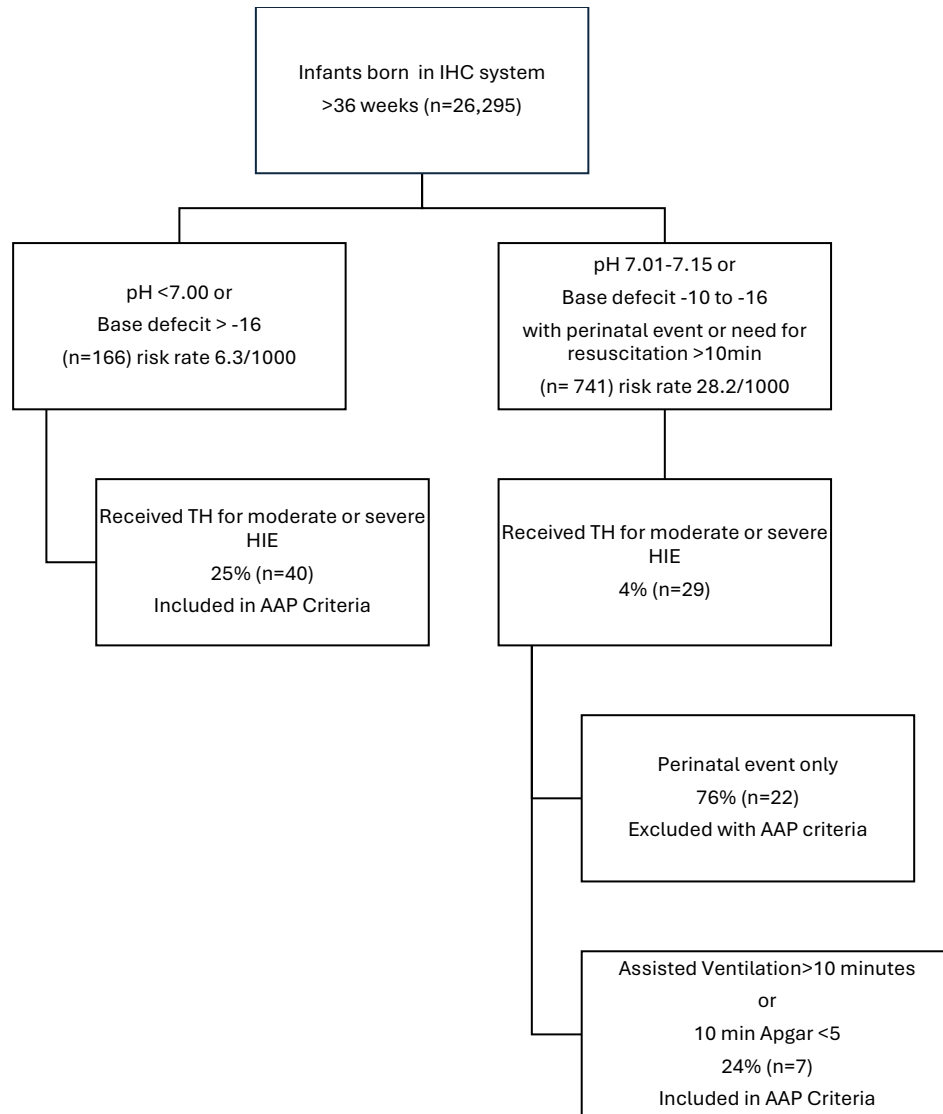 Infants born in IHC system
>36 weeks (n=26,295)
pH <7.00 or
Base defecit > -16
(n=166) risk rate 6.3/1000
pH 7.01-7.15 or
Base defecit -10 to -16
with perinatal event or need for
resuscitation >10min
(n= 741) risk rate 28.2/1000
Received TH for moderate or severe
HIE
25% (n=40)
Included in AAP Criteria
Received TH for moderate or severe
HIE
4% (n=29)
Perinatal event only
76% (n=22)
Excluded with AAP criteria
Assisted Ventilation>10 minutes
or
10 min Apgar <5
24% (n=7)
Included in AAP Criteria